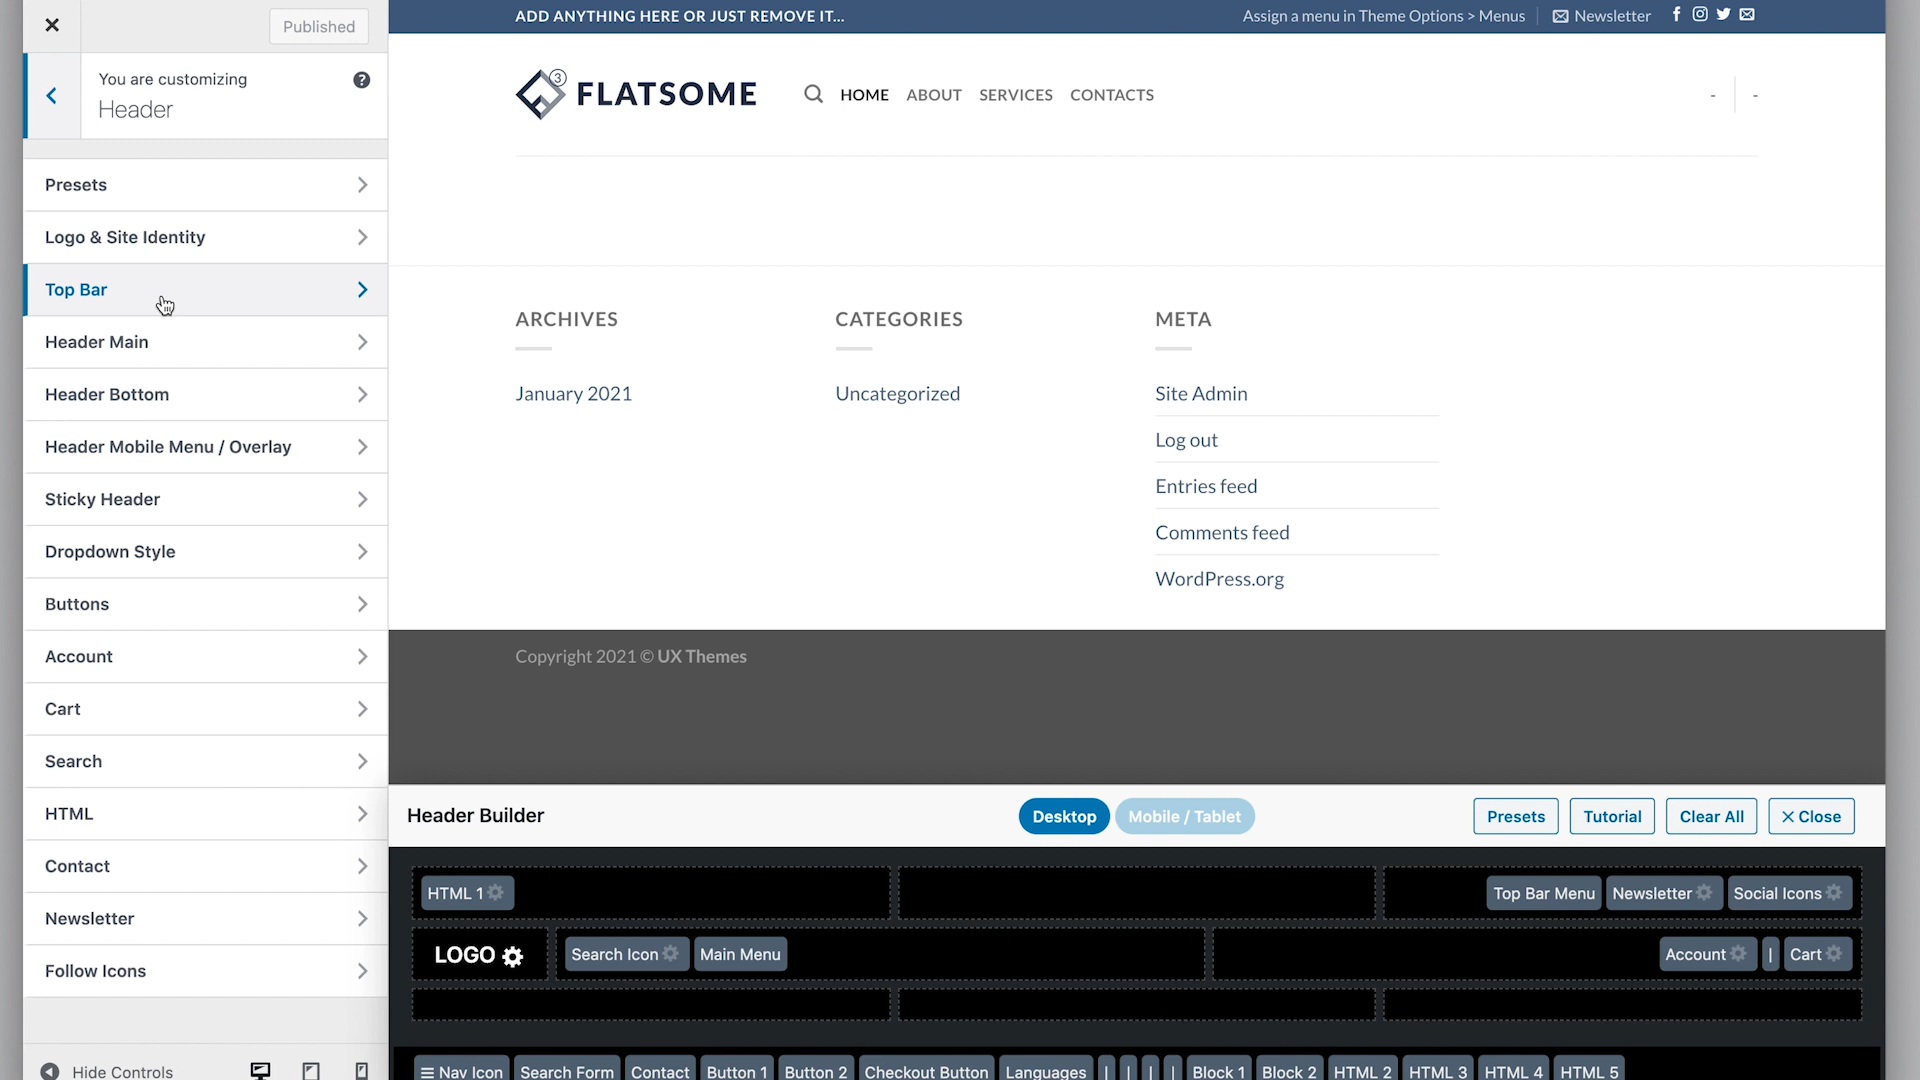 Published
You are customizing
Header
Presets
Logo & Site Identity
Top Bar
Header Main
Header Bottom
Header Mobile Menu / Overlay
Sticky Header
Dropdown Style
Buttons
Account
Cart
Search
HTML
Contact
Newsletter
Follow Icons
Hide Controls
ADD ANYTHING HERE OR JUST REMOVE IT...
Assign a menu in Theme Options > Menus
Newsletter
3
FLATSOME
HOME ABOUT SERVICES CONTACTS
- -
ARCHIVES
January 2021
CATEGORIES
Uncategorized
META
Site Admin
Log out
Entries feed
Comments feed
WordPress.org
Copyright 2021 © UX Themes
Header Builder
Desktop Mobile / Tablet
Presets Tutorial Clear All × Close
HTML 1
Top Bar Menu Newsletter Social Icons
LOGO Search Icon Main Menu
Account | Cart
☰ Nav Icon Search Form Contact Button 1 Button 2 Checkout Button Languages | | | | Block 1 Block 2 HTML 2 HTML 3 HTML 4 HTML 5